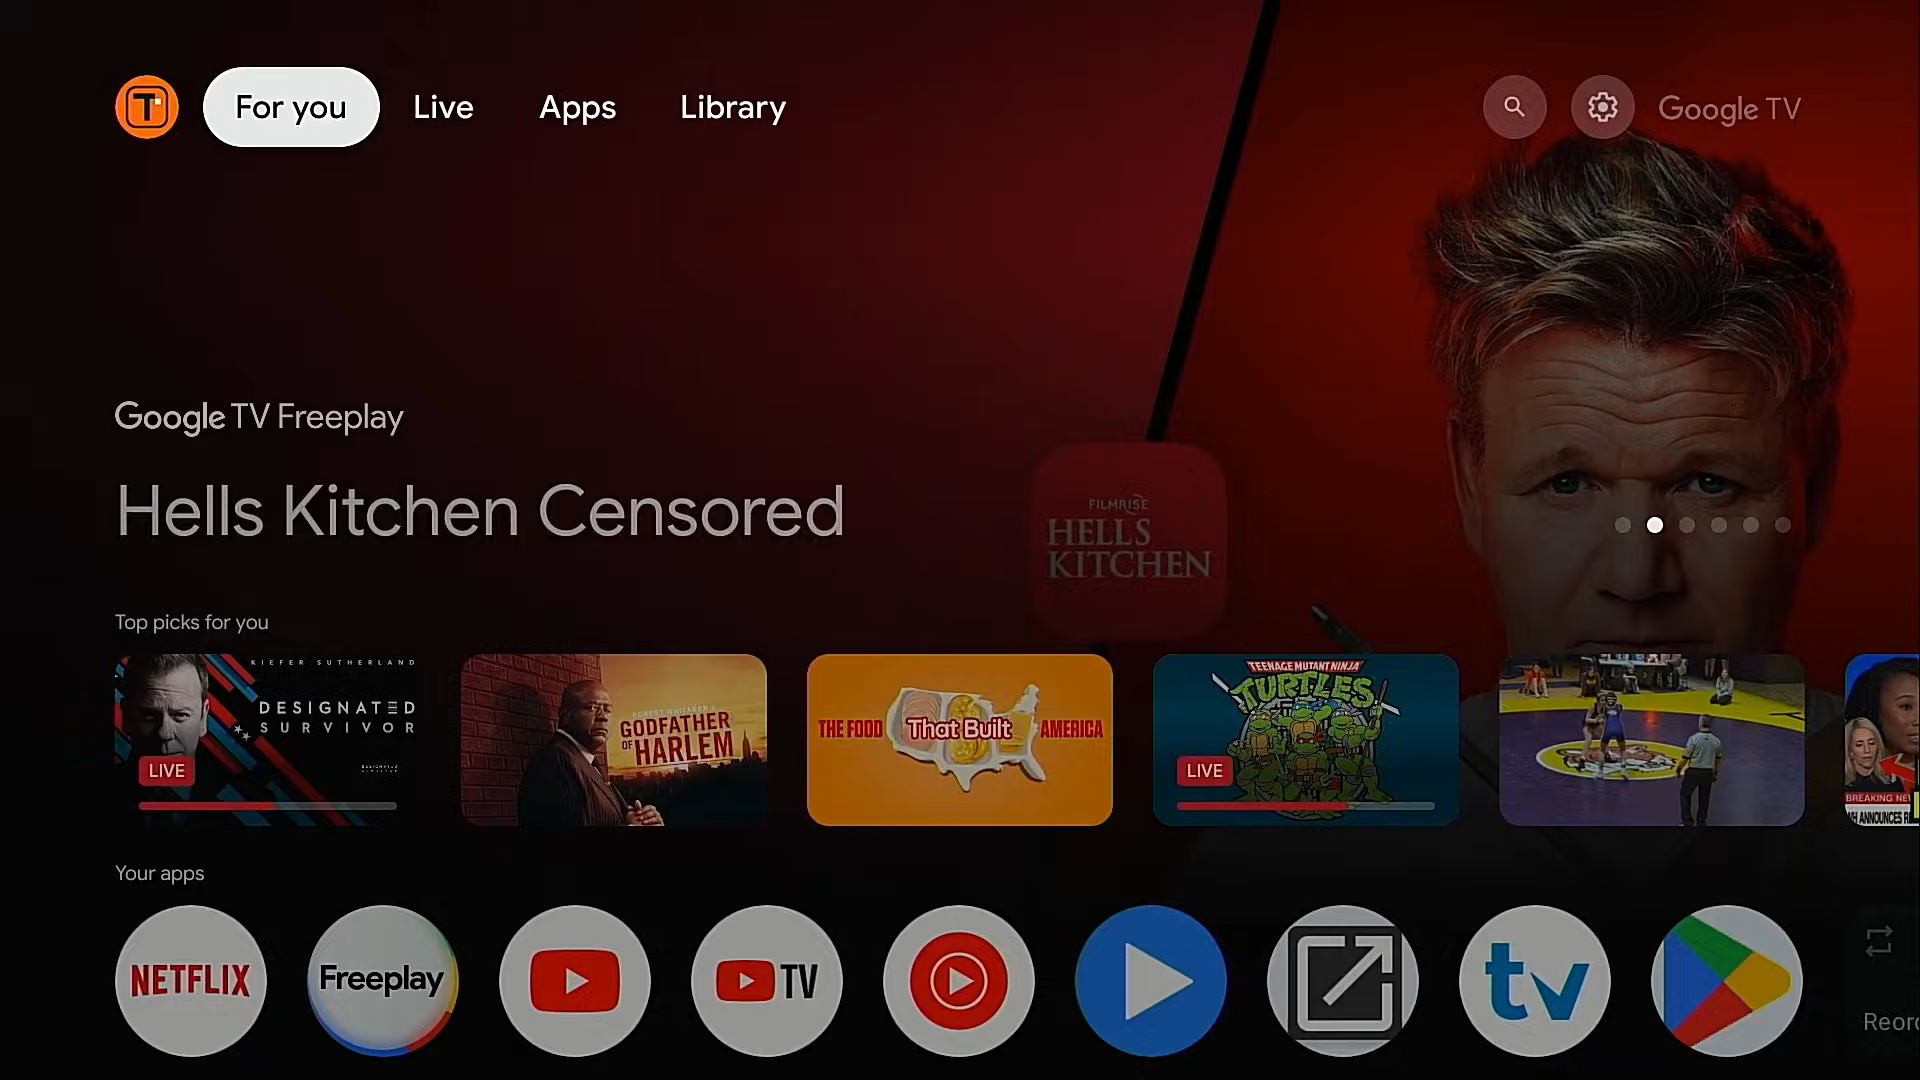 T
For you
Live
Apps
Library
Google TV
Google TV Freeplay
Hells Kitchen Censored
FILMRISE
HELLS
KITCHEN
Top picks for you
KIEFER SUTHERLAND
DESIGNATED
SURVIVOR
LIVE
FOREST WHITAKER
GODFATHER
OF HARLEM
THE FOOD That Built AMERICA
TEENAGE MUTANT NINJA
TURTLES
LIVE
BREAKING NE
Your apps
NETFLIX
Freeplay
TV
tv
Reor